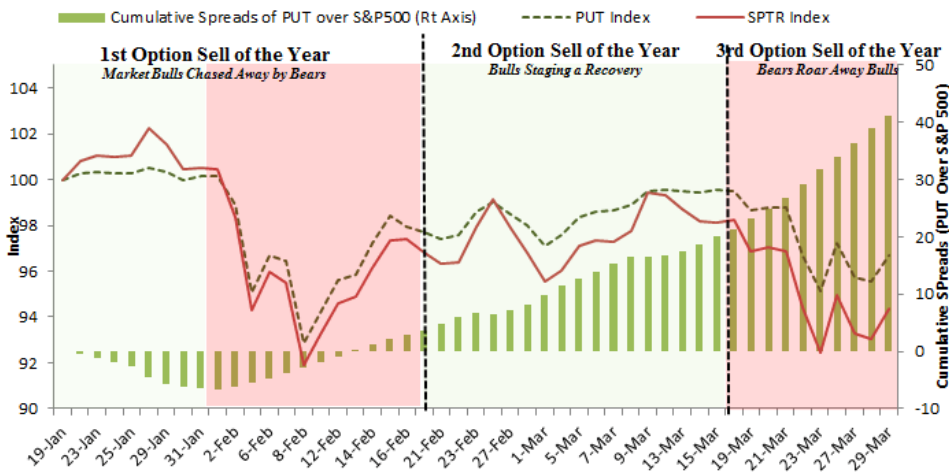 Cumulative Spreads of PUT over S&P500 (Rt Axis)
PUT Index
SPTR Index
1st Option Sell of the Year
Market Bulls Chased Away by Bears
2nd Option Sell of the Year
Bulls Staging a Recovery
3rd Option Sell of the Year
Bears Roar Away Bulls
104
102
100
98
96
94
92
90
Index
50
40
30
20
10
0
-10
Cumulative SPreads (PUT Over S&P 500)
19-Jan
23-Jan
25-Jan
29-Jan
31-Jan
2-Feb
6-Feb
8-Feb
12-Feb
14-Feb
16-Feb
21-Feb
23-Feb
27-Feb
1-Mar
5-Mar
7-Mar
9-Mar
13-Mar
15-Mar
19-Mar
21-Mar
23-Mar
27-Mar
29-Mar